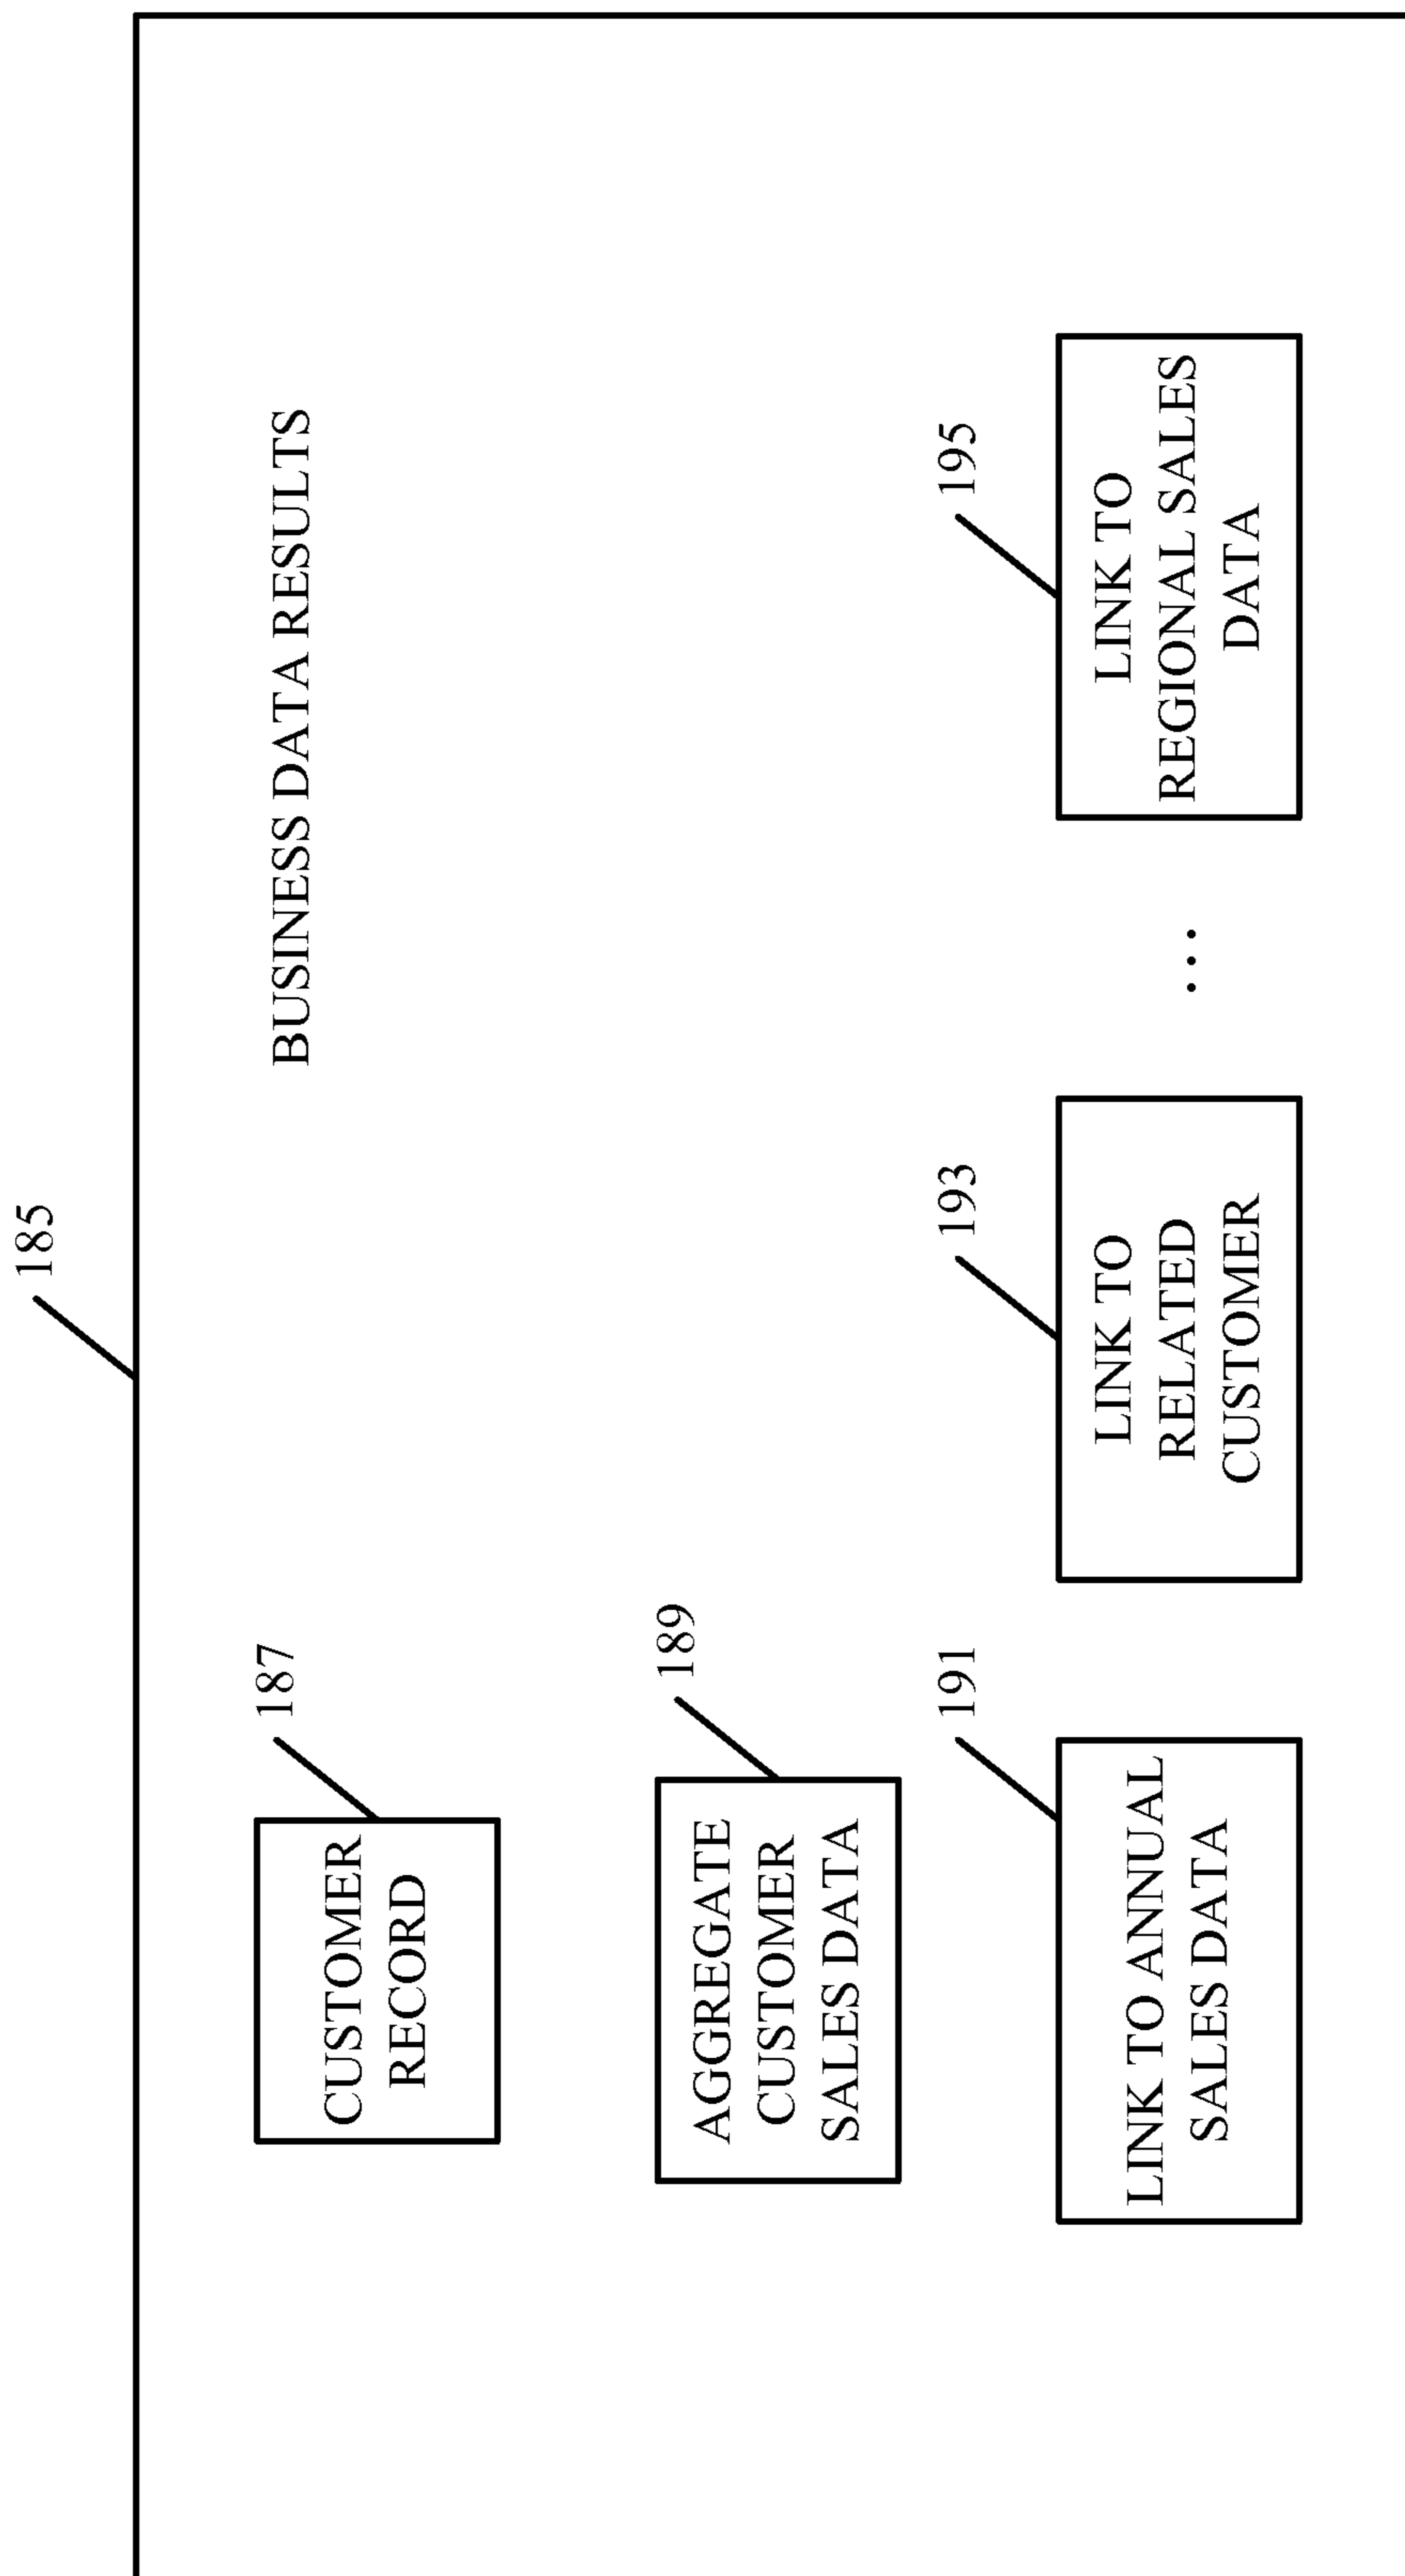 185
BUSINESS DATA RESULTS
187
CUSTOMER
RECORD
189
AGGREGATE
CUSTOMER
SALES DATA
191
LINK TO ANNUAL
SALES DATA
193
LINK TO
RELATED
CUSTOMER
...
195
LINK TO
REGIONAL SALES
DATA